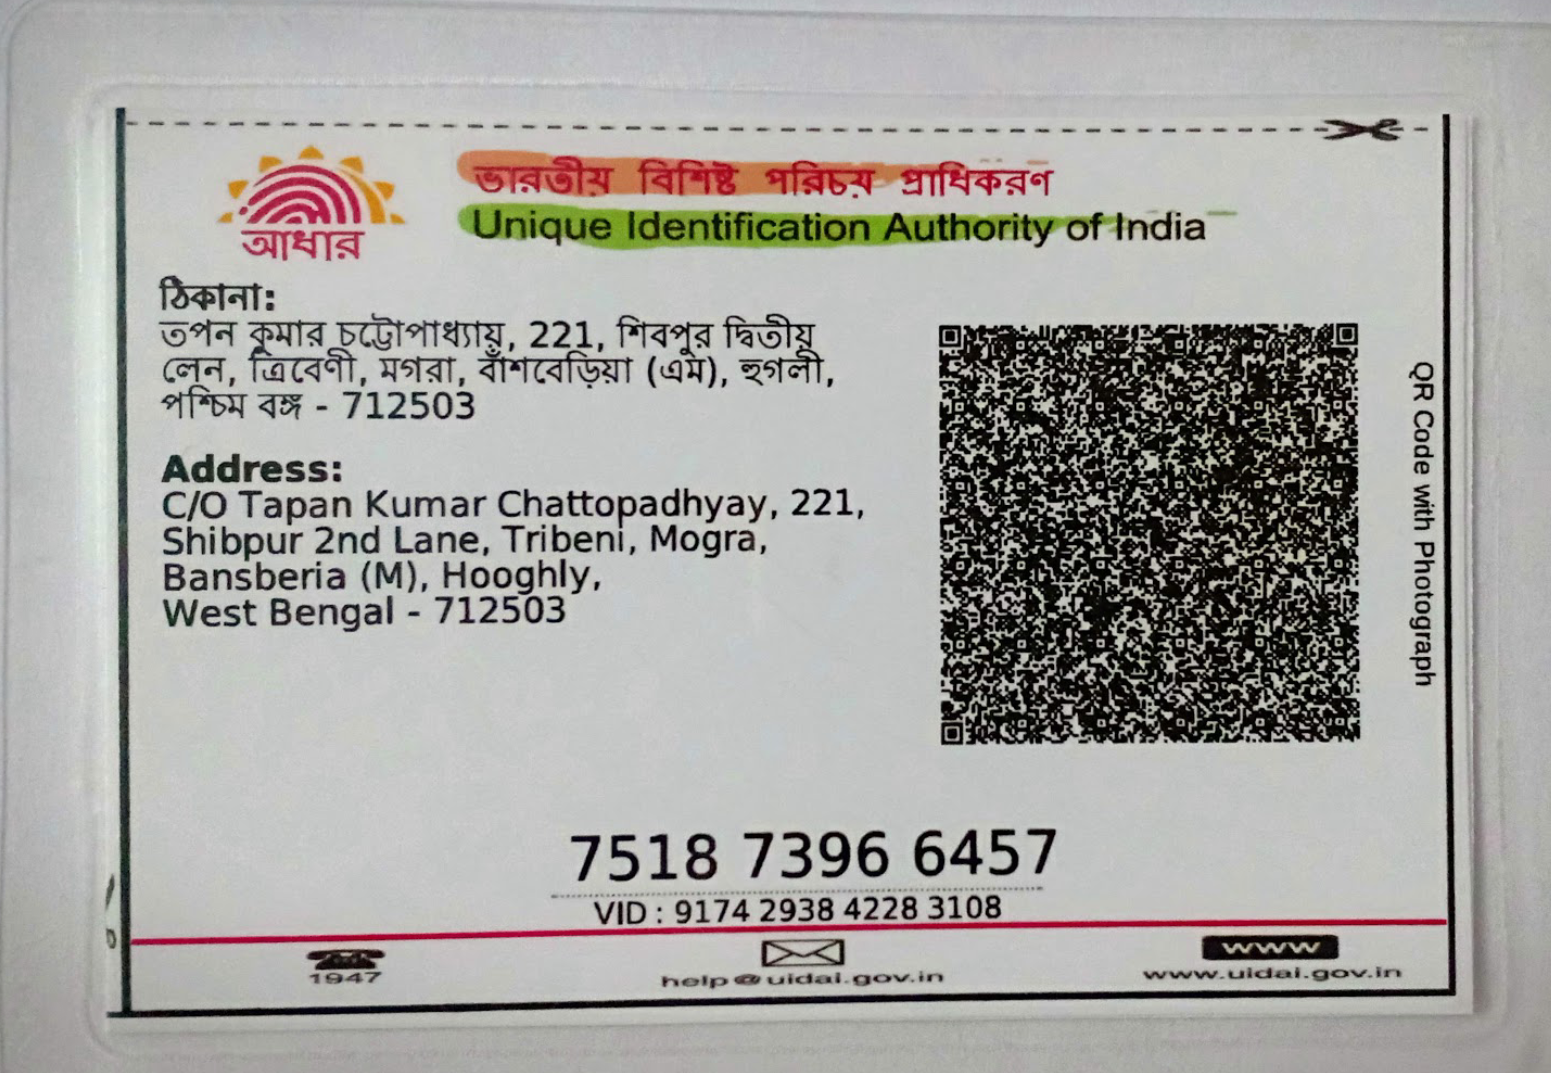 আধার
ভারতীয় বিশিষ্ট পরিচয় প্রাধিকরণ
Unique Identification Authority of India
ঠিকানা:
তপন কুমার চট্টোপাধ্যায়, 221, শিবপুর দ্বিতীয়
লেন, ত্রিবেণী, মগরা, বাঁশবেড়িয়া (এম), হুগলী,
পশ্চিম বঙ্গ - 712503
Address:
C/O Tapan Kumar Chattopadhyay, 221,
Shibpur 2nd Lane, Tribeni, Mogra,
Bansberia (M), Hooghly,
West Bengal - 712503
QR Code with Photograph
7518 7396 6457
VID : 9174 2938 4228 3108
1947
help@uidai.gov.in
www
www.uidai.gov.in